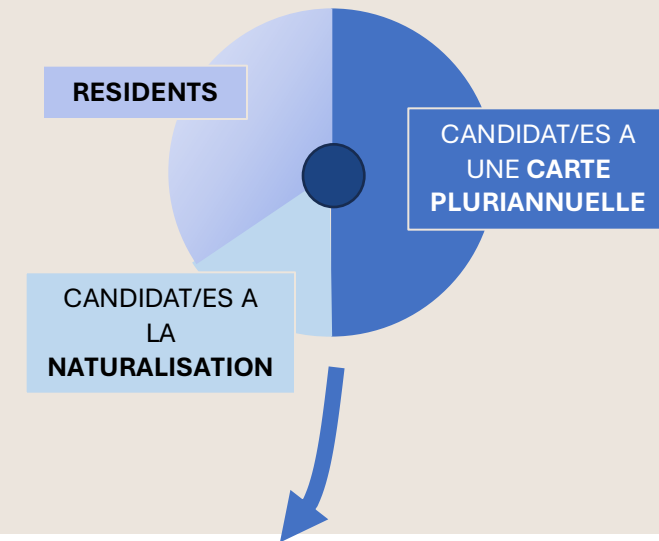 RESIDENTS
CANDIDAT/ES A
UNE CARTE
PLURIANNUELLE
CANDIDAT/ES A
LA
NATURALISATION